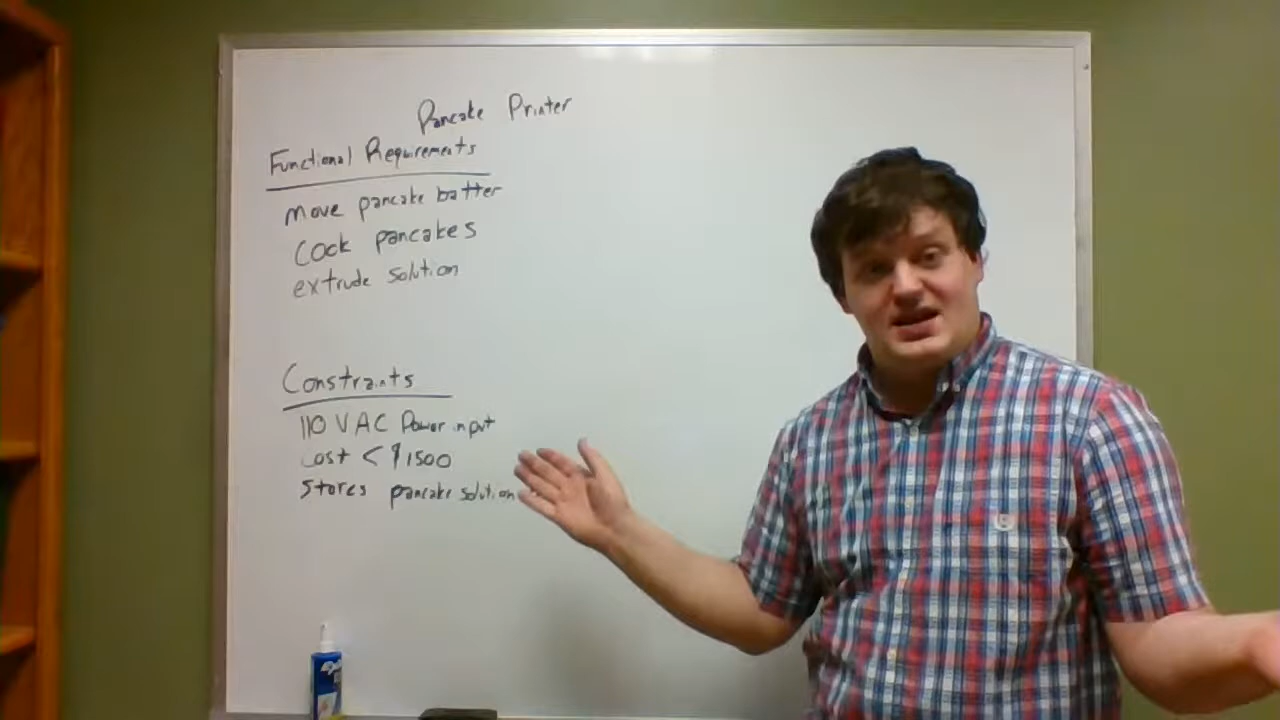 Pancake Printer
Functional Requirements
move pancake batter
Cook pancakes
extrude solution
Constraints
110 VAC Power input
Cost < $1500
Stores pancake solution